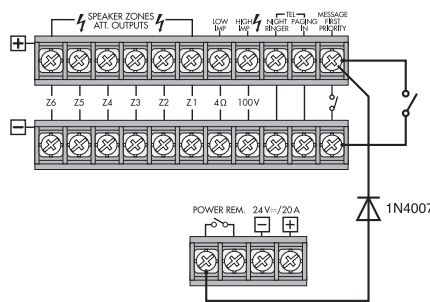 SPEAKER ZONES
ATT. OUTPUTS
LOW
IMP
HIGH
IMP
TEL
NIGHT
RINGER
PAGING
IN
MESSAGE
FIRST
PRIORITY
+
Z6 Z5 Z4 Z3 Z2 Z1 4Ω 100V
−
1N4007
POWER REM. 24V⎓/20A
− +